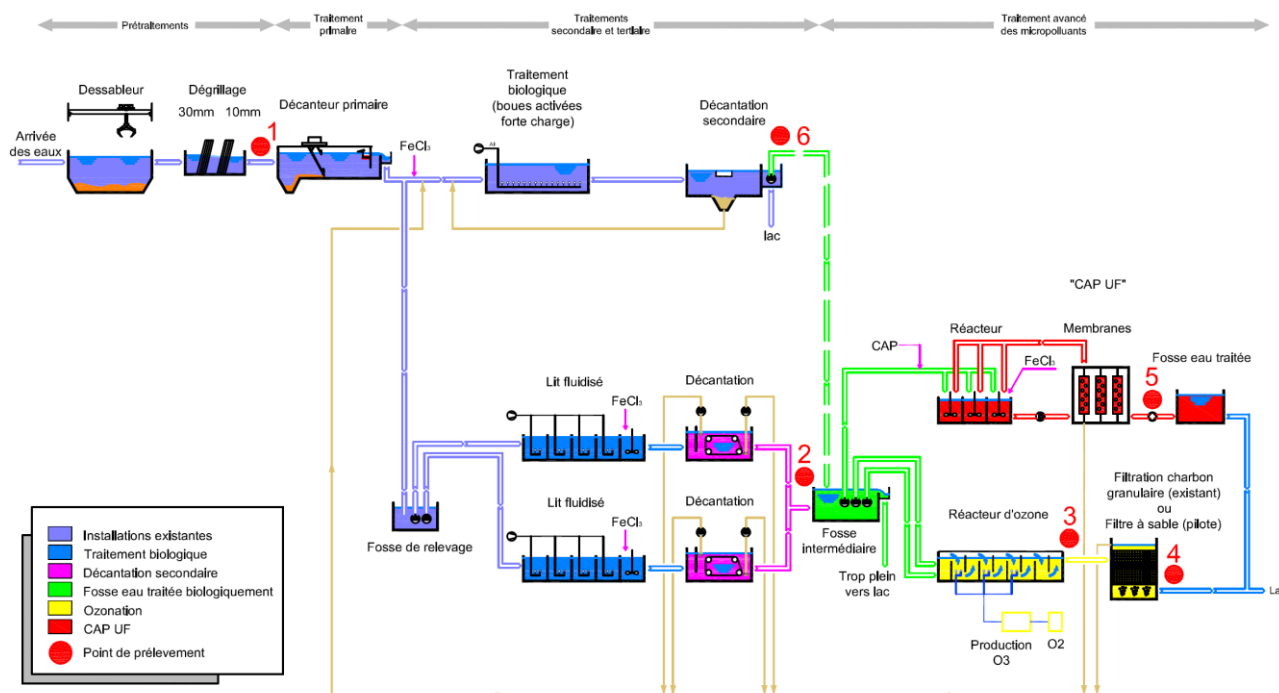 Prétraitements
Traitement
primaire
Traitements
secondaire et tertiaire
Traitement avancé
des micropolluants
Dessableur
Dégrillage
30mm 10mm
Décanteur primaire
Traitement
biologique
(boues activées
forte charge)
Décantation
secondaire
Arrivée
des eaux
1
FeCl3
6
lac
"CAP UF"
Réacteur
Membranes
CAP
FeCl3
Fosse eau traitée
5
Lit fluidisé
FeCl3
Décantation
2
Filtration charbon
granulaire (existant)
ou
Filtre à sable (pilote)
Lit fluidisé
FeCl3
Décantation
Réacteur d'ozone
3
4
Fosse de relevage
Fosse
intermédiaire
Trop plein
vers lac
La
Production
O3
O2
Installations existantes
Traitement biologique
Décantation secondaire
Fosse eau traitée biologiquement
Ozonation
CAP UF
Point de prélevement